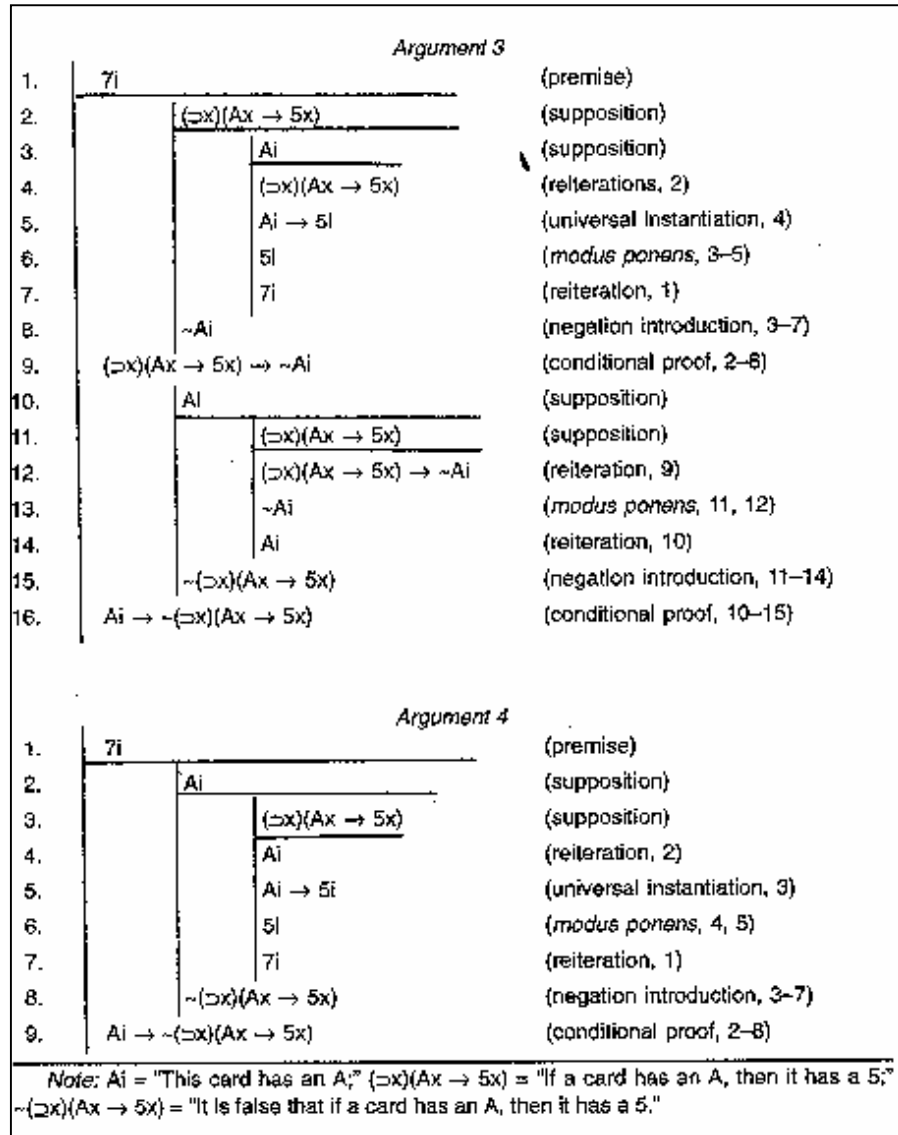 Argument 3
1. 7i (premise)
2. (⊃x)(Ax → 5x) (supposition)
3. Ai (supposition)
4. (⊃x)(Ax → 5x) (reiterations, 2)
5. Ai → 5i (universal Instantiation, 4)
6. 5i (modus ponens, 3–5)
7. 7i (reiteration, 1)
8. ~Ai (negation introduction, 3–7)
9. (⊃x)(Ax → 5x) → ~Ai (conditional proof, 2–8)
10. Ai (supposition)
11. (⊃x)(Ax → 5x) (supposition)
12. (⊃x)(Ax → 5x) → ~Ai (reiteration, 9)
13. ~Ai (modus ponens, 11, 12)
14. Ai (reiteration, 10)
15. ~(⊃x)(Ax → 5x) (negation introduction, 11–14)
16. Ai → ~(⊃x)(Ax → 5x) (conditional proof, 10–15)
Argument 4
1. 7i (premise)
2. Ai (supposition)
3. (⊃x)(Ax → 5x) (supposition)
4. Ai (reiteration, 2)
5. Ai → 5i (universal instantiation, 3)
6. 5i (modus ponens, 4, 5)
7. 7i (reiteration, 1)
8. ~(⊃x)(Ax → 5x) (negation introduction, 3–7)
9. Ai → ~(⊃x)(Ax → 5x) (conditional proof, 2–8)
Note: Ai = "This card has an A;" (⊃x)(Ax → 5x) = "If a card has an A, then it has a 5;"
~(⊃x)(Ax → 5x) = "It is false that if a card has an A, then it has a 5."